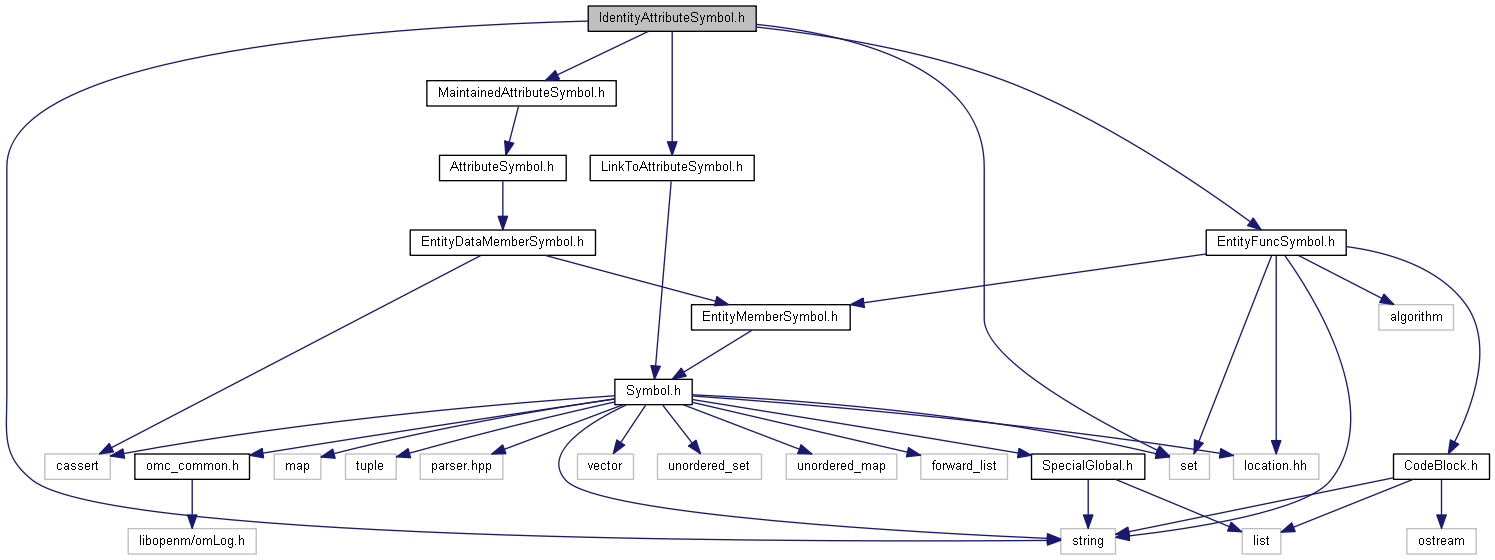 IdentityAttributeSymbol.h
MaintainedAttributeSymbol.h
AttributeSymbol.h
LinkToAttributeSymbol.h
EntityDataMemberSymbol.h
EntityFuncSymbol.h
EntityMemberSymbol.h
algorithm
Symbol.h
cassert
omc_common.h
map
tuple
parser.hpp
vector
unordered_set
unordered_map
forward_list
SpecialGlobal.h
set
location.hh
CodeBlock.h
libopenm/omLog.h
string
list
ostream